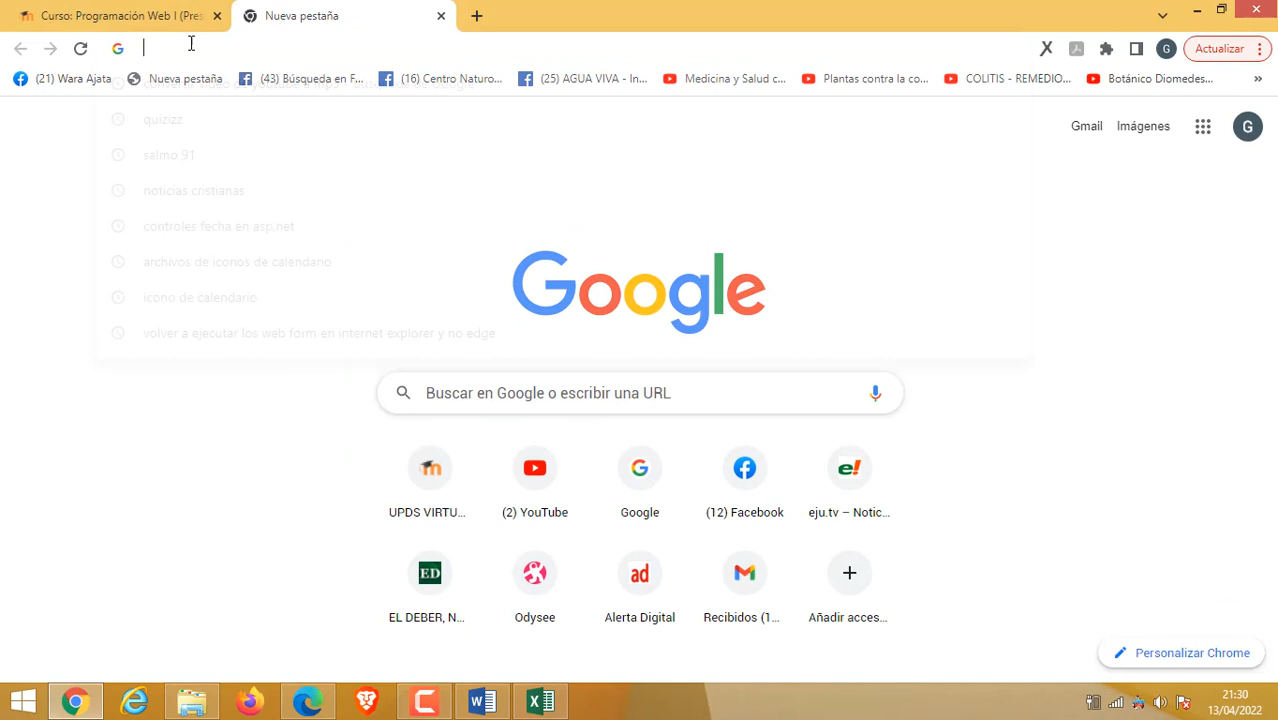 Curso: Programación Web I (Pres
Nueva pestaña
Actualizar
(21) Wara Ajata
Nueva pestaña
(43) Búsqueda en F...
(16) Centro Naturo...
(25) AGUA VIVA - In...
Medicina y Salud c...
Plantas contra la co...
COLITIS - REMEDIO...
Botánico Diomedes...
»
quizizz
salmo 91
noticias cristianas
controles fecha en asp.net
archivos de iconos de calendario
icono de calendario
volver a ejecutar los web form en internet explorer y no edge
Gmail
Imágenes
G
Google
Buscar en Google o escribir una URL
UPDS VIRTU...
(2) YouTube
Google
(12) Facebook
eju.tv – Notic...
EL DEBER, N...
Odysee
Alerta Digital
Recibidos (1...
Añadir acces...
Personalizar Chrome
21:30
13/04/2022